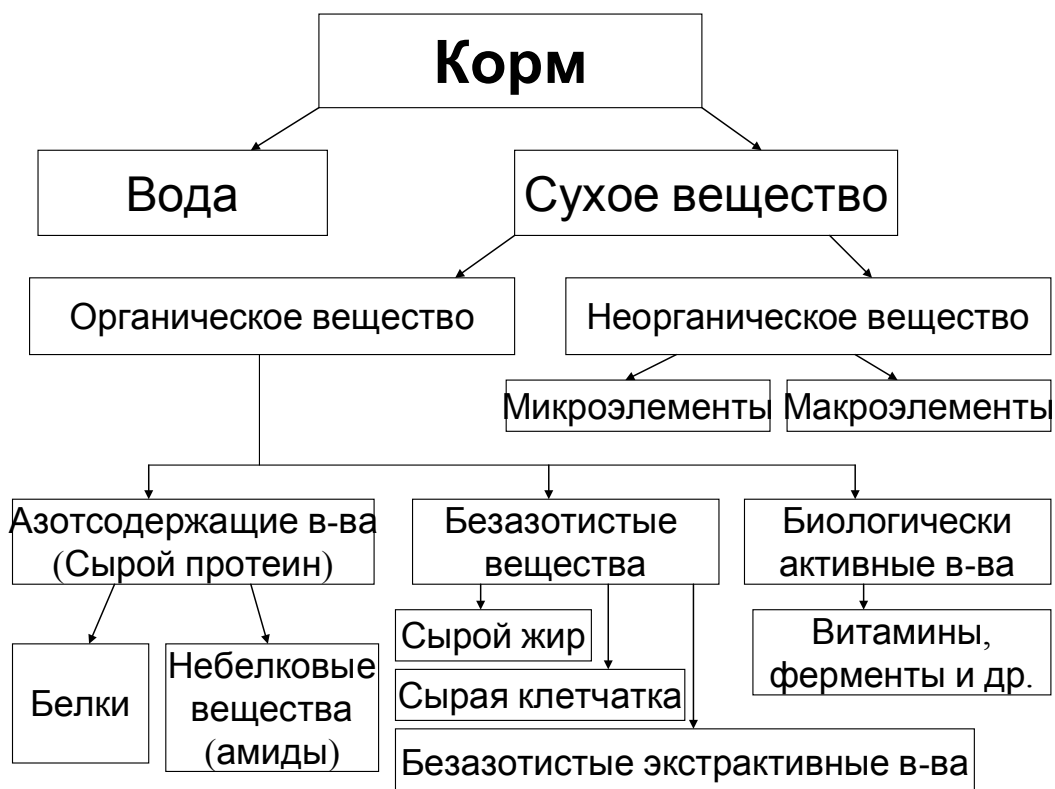 Корм
Вода
Сухое вещество
Органическое вещество
Неорганическое вещество
Микроэлементы
Макроэлементы
Азотсодержащие в-ва
(Сырой протеин)
Безазотистые
вещества
Биологически
активные в-ва
Белки
Небелковые
вещества
(амиды)
Сырой жир
Сырая клетчатка
Безазотистые экстрактивные в-ва
Витамины,
ферменты и др.